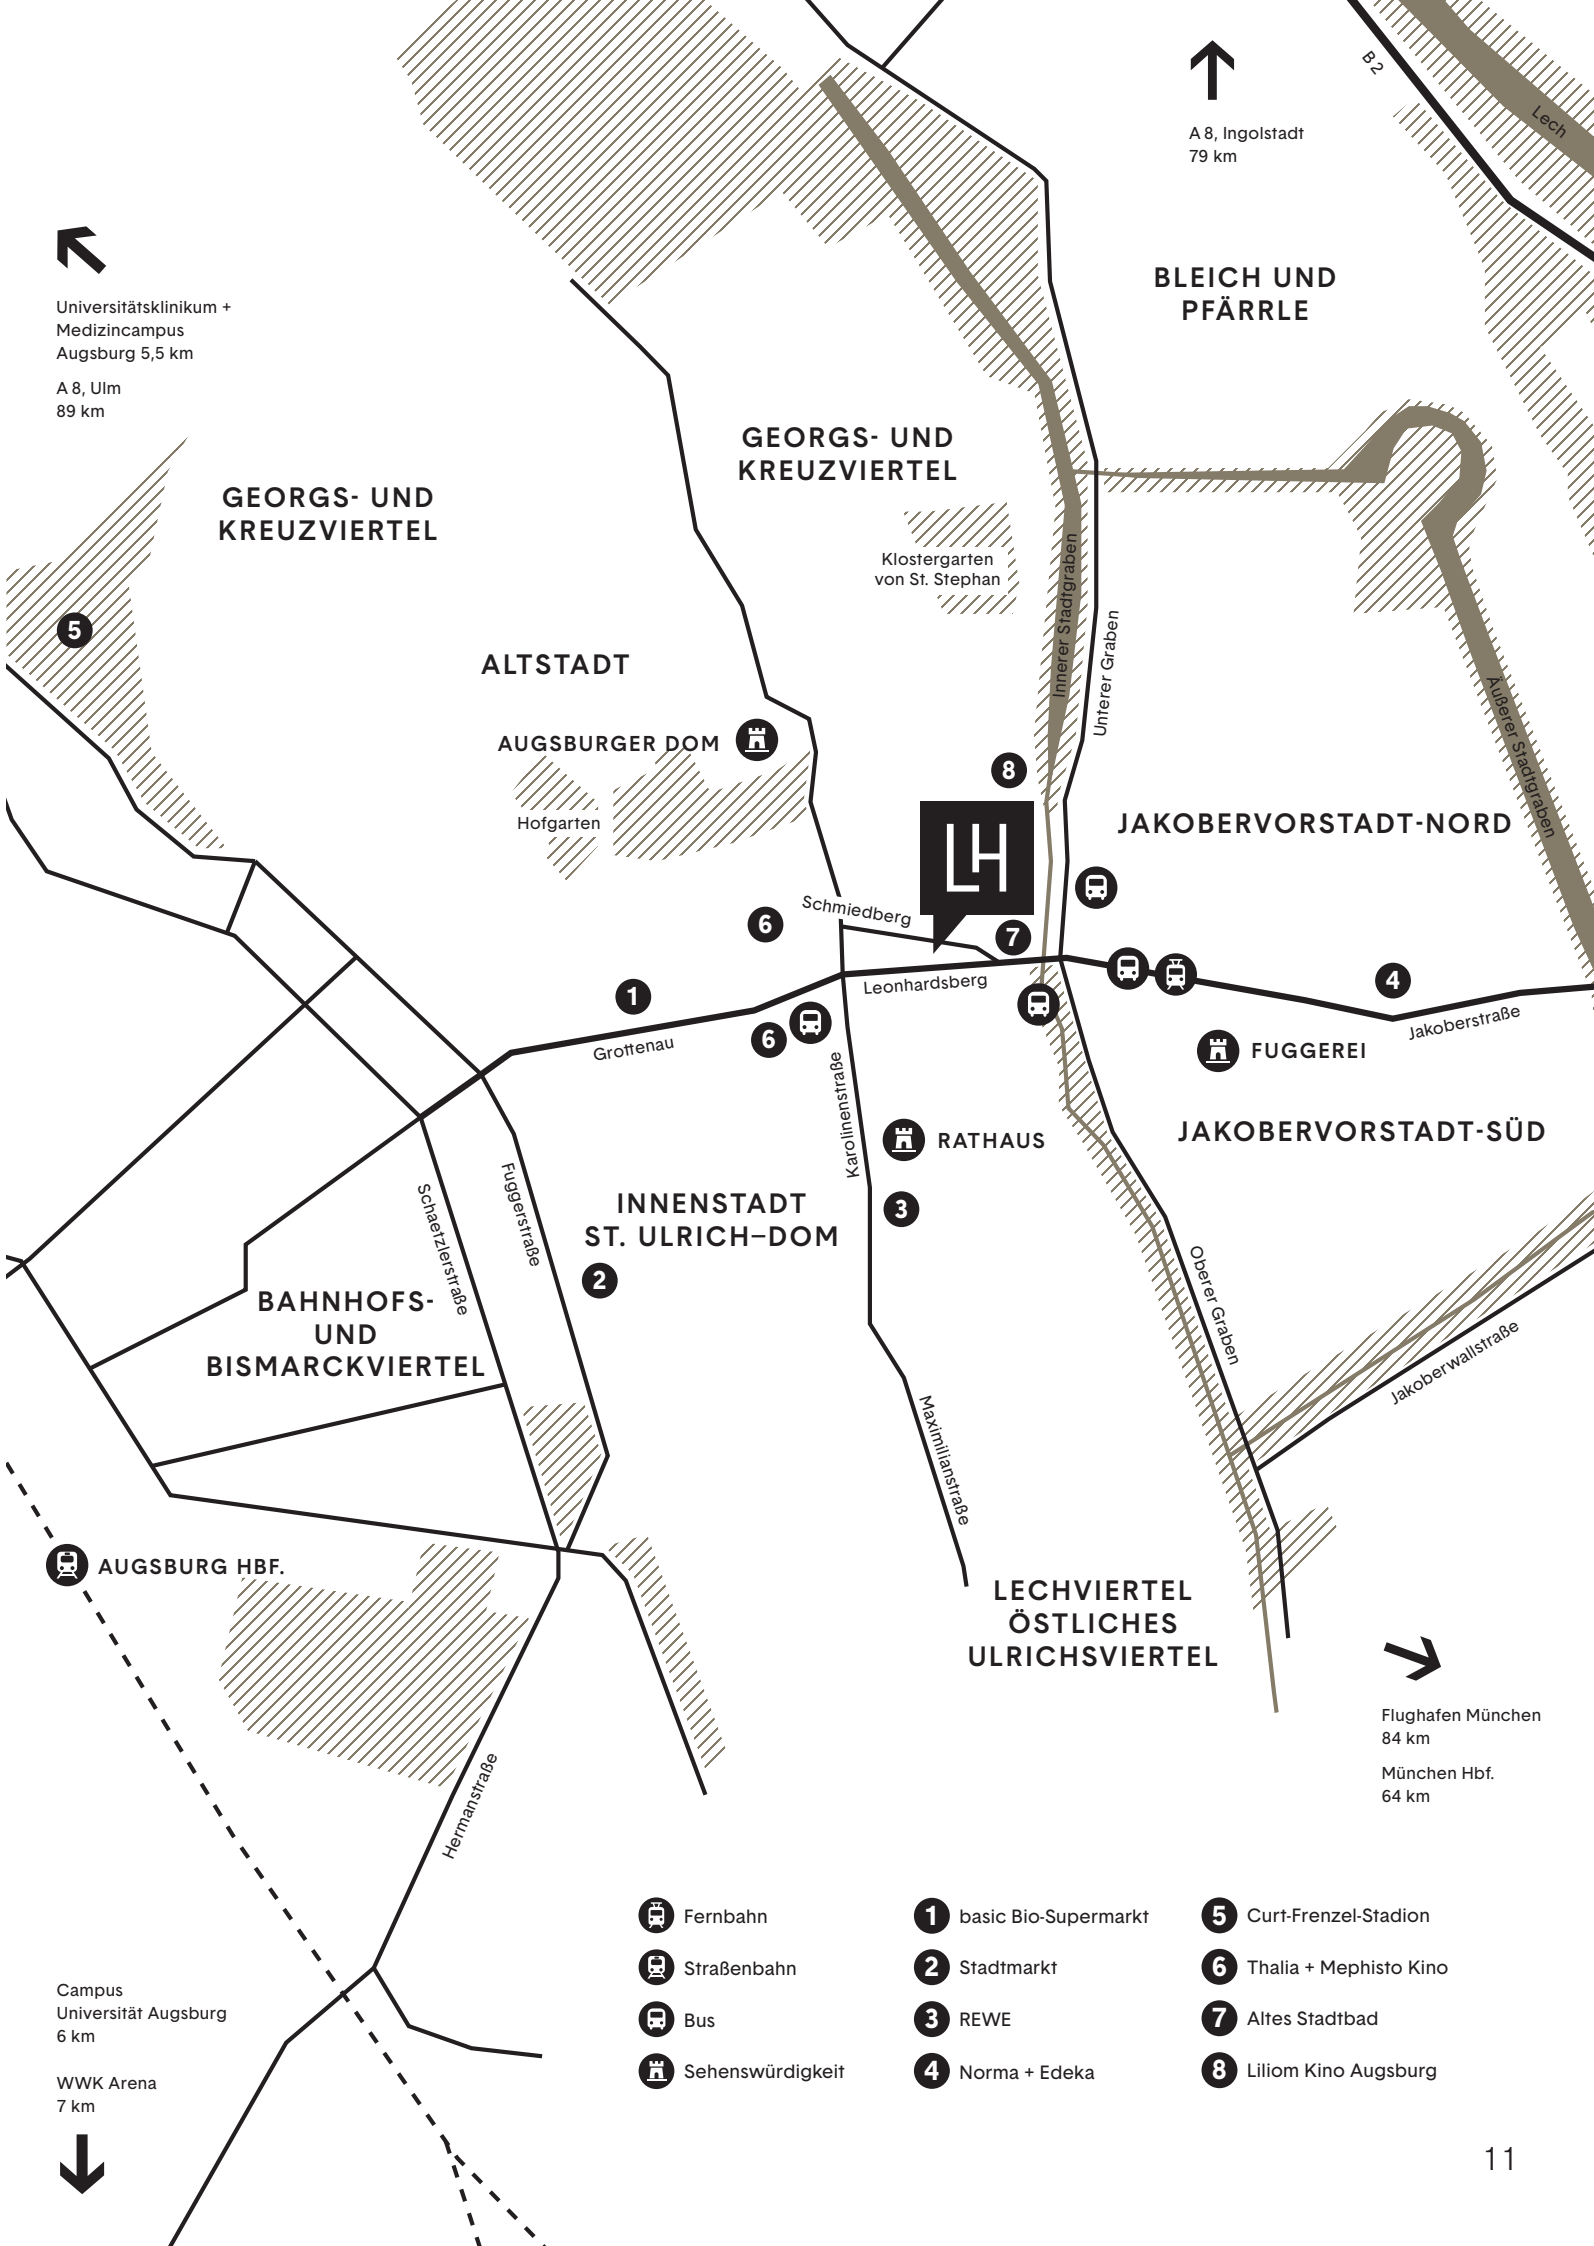 B 2
Lech
A 8, Ingolstadt
79 km
BLEICH UND
PFÄRRLE
Universitätsklinikum +
Medizincampus
Augsburg 5,5 km
A 8, Ulm
89 km
GEORGS- UND
KREUZVIERTEL
GEORGS- UND
KREUZVIERTEL
Klostergarten
von St. Stephan
Innerer Stadtgraben
Unterer Graben
Äußerer Stadtgraben
5
ALTSTADT
AUGSBURGER DOM
Hofgarten
8
LH
JAKOBERVORSTADT-NORD
Schmiedberg
6
7
Leonhardsberg
1
4
Grottenau
6
Jakoberstraße
FUGGEREI
Karolinenstraße
RATHAUS
JAKOBERVORSTADT-SÜD
Schaetzlerstraße
Fuggerstraße
INNENSTADT
ST. ULRICH–DOM
3
2
Oberer Graben
BAHNHOFS-
UND
BISMARCKVIERTEL
Jakoberwallstraße
Maximilianstraße
AUGSBURG HBF.
LECHVIERTEL
ÖSTLICHES
ULRICHSVIERTEL
Flughafen München
84 km
München Hbf.
64 km
Hermanstraße
Campus
Universität Augsburg
6 km
WWK Arena
7 km
Fernbahn
Straßenbahn
Bus
Sehenswürdigkeit
1 basic Bio-Supermarkt
2 Stadtmarkt
3 REWE
4 Norma + Edeka
5 Curt-Frenzel-Stadion
6 Thalia + Mephisto Kino
7 Altes Stadtbad
8 Liliom Kino Augsburg
11